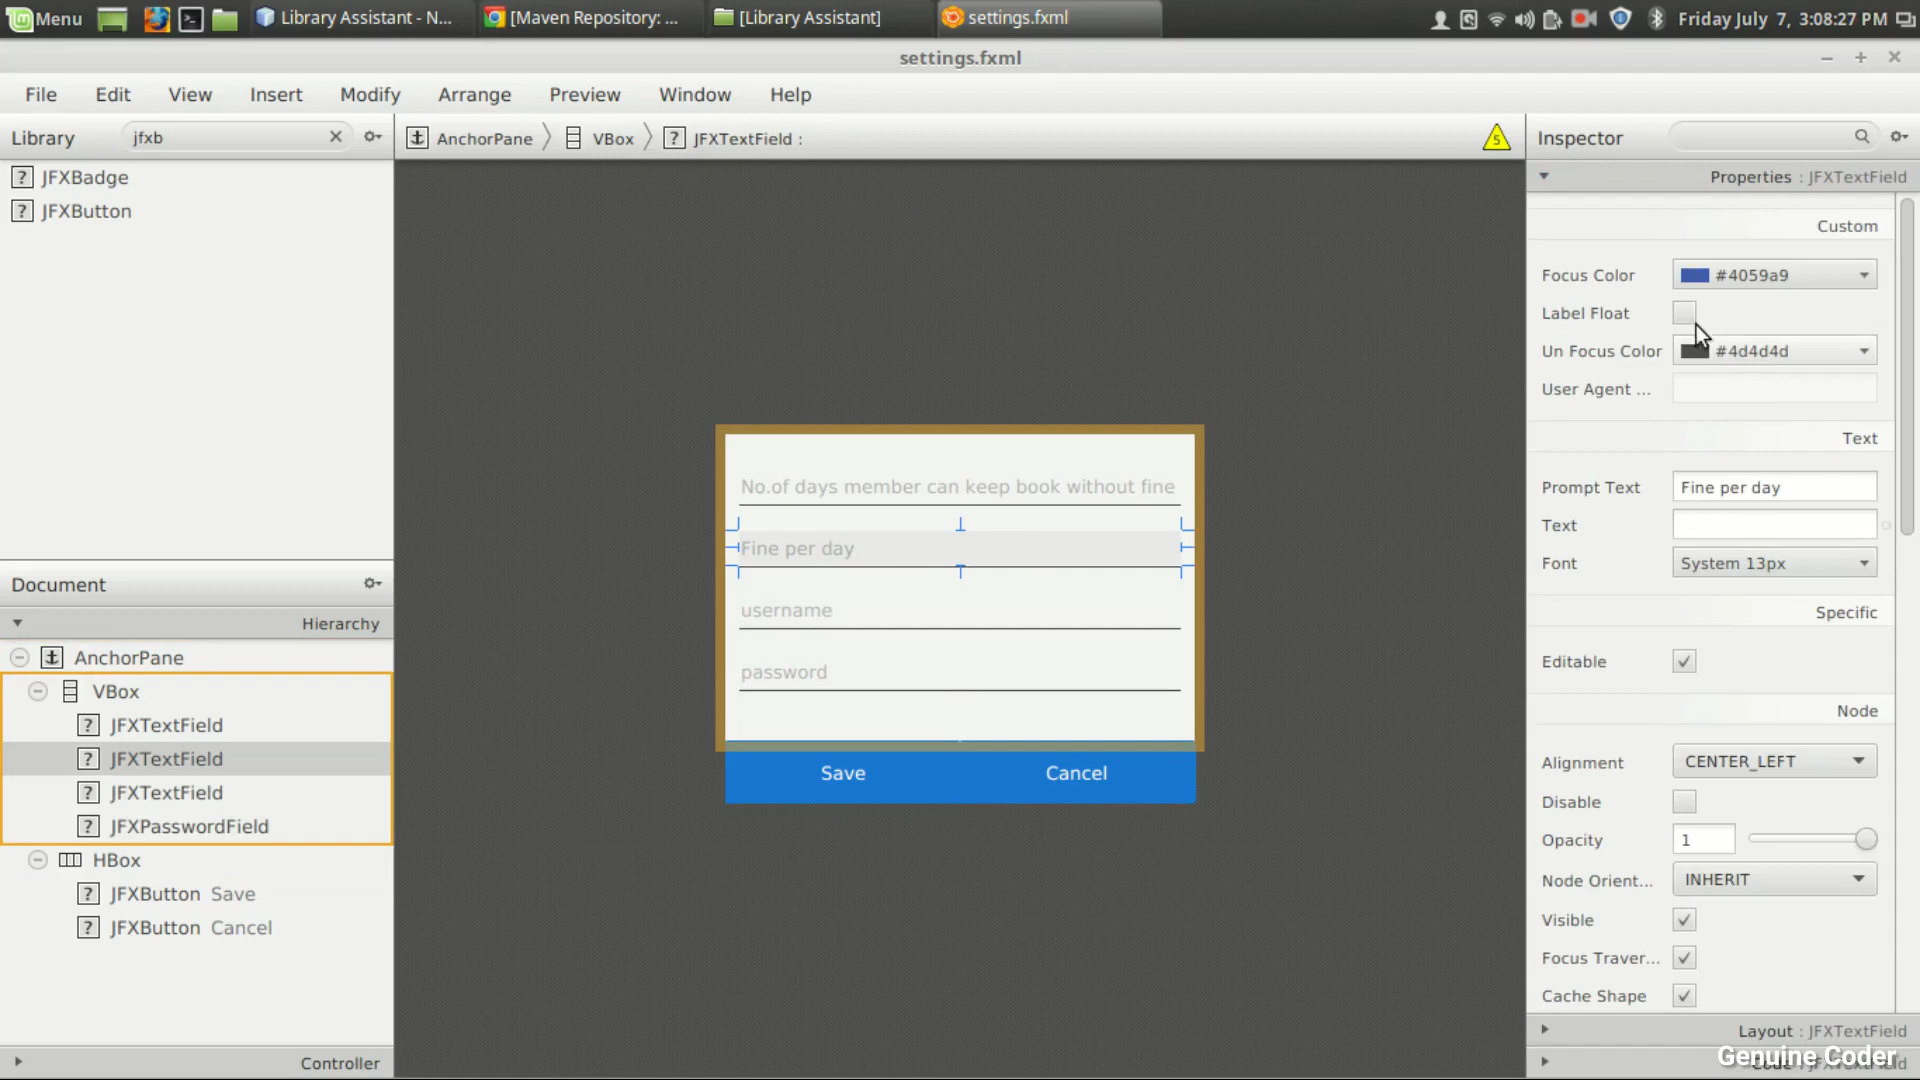 Menu
Library Assistant - N...
[Maven Repository: ...
[Library Assistant]
settings.fxml
Friday July 7, 3:08:27 PM
settings.fxml
File
Edit
View
Insert
Modify
Arrange
Preview
Window
Help
Library
jfxb
JFXBadge
JFXButton
AnchorPane
VBox
JFXTextField :
5
No.of days member can keep book without fine
Fine per day
username
password
Save
Cancel
Document
Hierarchy
AnchorPane
VBox
JFXTextField
JFXTextField
JFXTextField
JFXPasswordField
HBox
JFXButton Save
JFXButton Cancel
Controller
Inspector
Properties : JFXTextField
Custom
Focus Color
#4059a9
Label Float
Un Focus Color
#4d4d4d
User Agent ...
Text
Prompt Text
Fine per day
Text
Font
System 13px
Specific
Editable
Node
Alignment
CENTER_LEFT
Disable
Opacity
1
Node Orient...
INHERIT
Visible
Focus Traver...
Cache Shape
Layout : JFXTextField
Genuine Coder